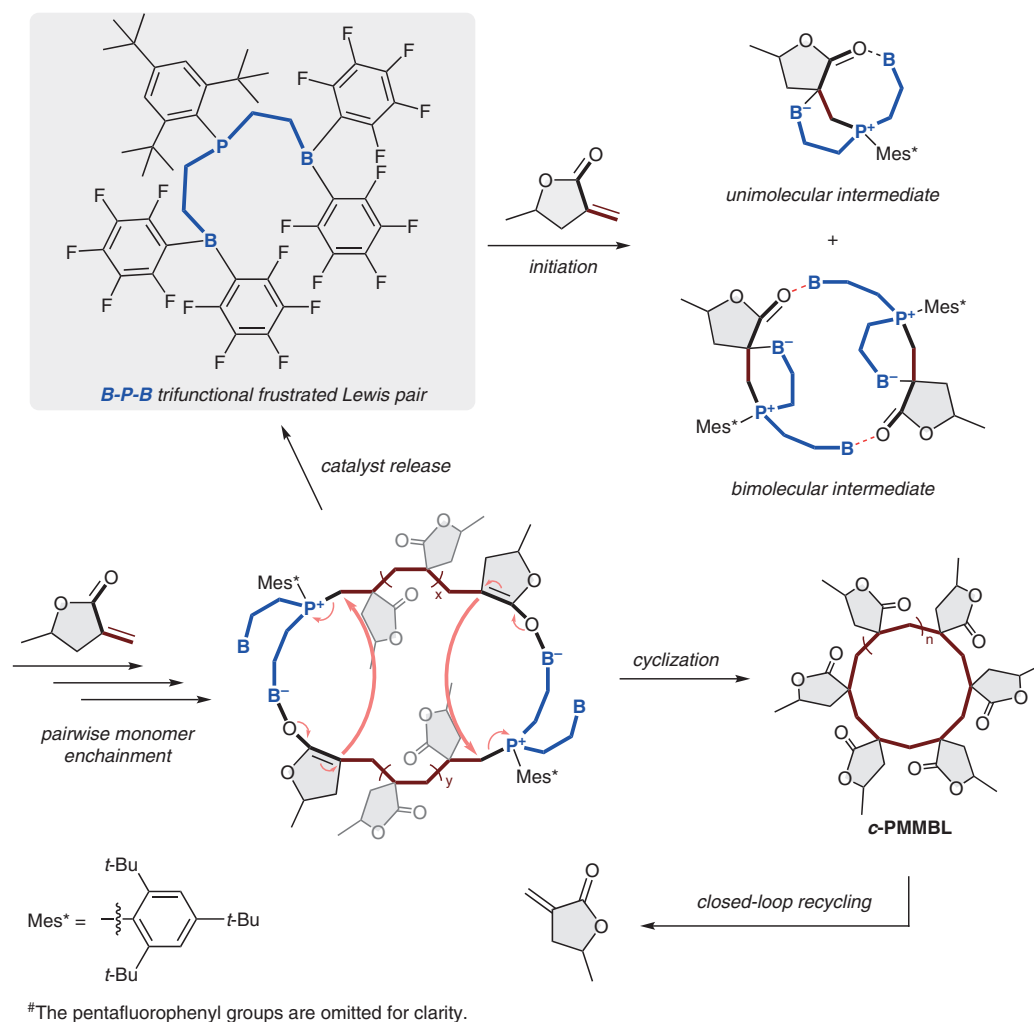 F
F
F
F
F
F
F
F
F
F
P
B
B
F
F
F
F
F
F
F
F
F
F
B-P-B trifunctional frustrated Lewis pair
O
O
initiation
O
O
B
B⁻
P⁺
Mes*
unimolecular intermediate
+
O
O
B
P⁺
Mes*
B⁻
B⁻
Mes*
P⁺
O
O
B
bimolecular intermediate
catalyst release
O
O
pairwise monomer
enchainment
Mes*
P⁺
B
B⁻
O
O
O
O
x
O
O
O
O
B⁻
B
P⁺
Mes*
O
O
y
O
O
cyclization
O
O
O
O
n
O
O
O
O
O
O
O
O
c-PMMBL
closed-loop recycling
O
O
Mes* =
t-Bu
t-Bu
t-Bu
#The pentafluorophenyl groups are omitted for clarity.